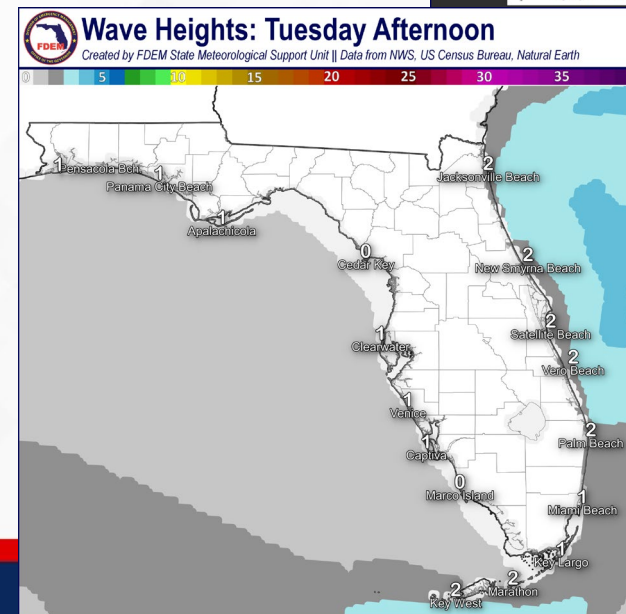 Wave Heights: Tuesday Afternoon
Created by FDEM State Meteorological Support Unit || Data from NWS, US Census Bureau, Natural Earth
FDEM
0 5 10 15 20 25 30 35
1
Pensacola Bch
1
Panama City Beach
1
Apalachicola
2
Jacksonville Beach
0
Cedar Key
2
New Smyrna Beach
1
Clearwater
2
Satellite Beach
2
Vero Beach
1
Venice
2
Palm Beach
1
Captiva
0
Marco Island
1
Miami Beach
1
Key Largo
2
Marathon
2
Key West